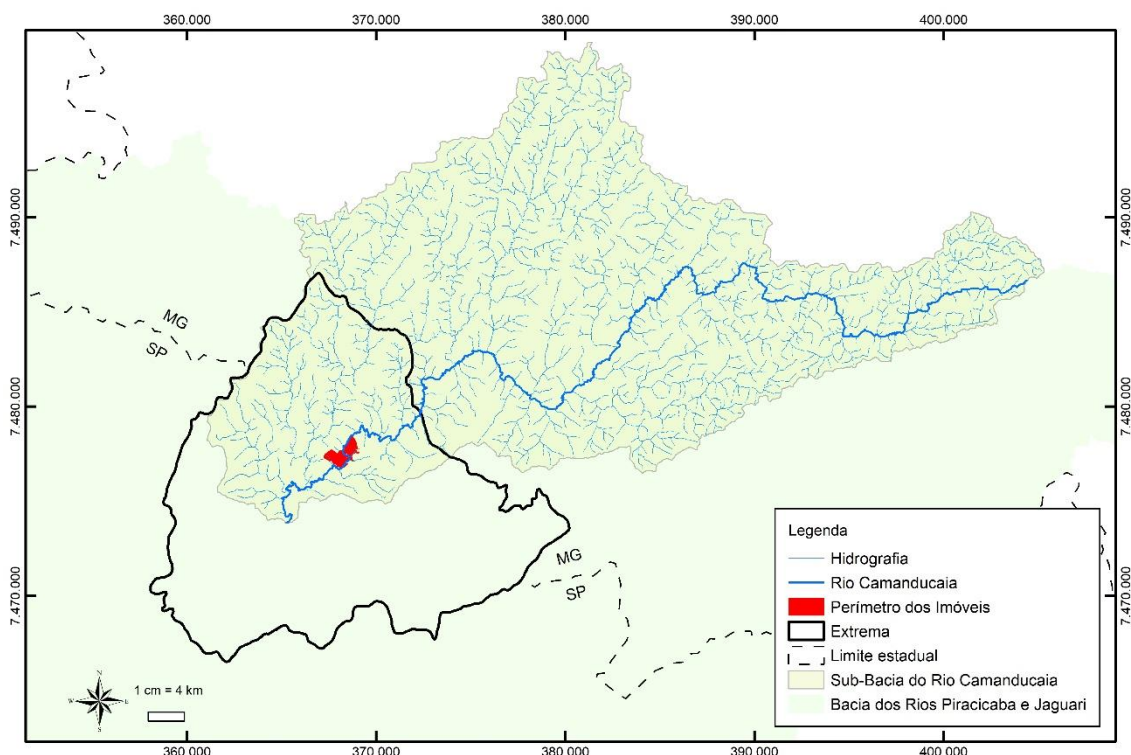 360.000 370.000 380.000 390.000 400.000
7.490.000 7.490.000
MG
SP
7.480.000 7.480.000
7.470.000 7.470.000
MG
SP
Legenda
Hidrografia
Rio Camanducaia
Perímetro dos Imóveis
Extrema
Limite estadual
Sub-Bacia do Rio Camanducaia
Bacia dos Rios Piracicaba e Jaguari
N
W E
S
1 cm = 4 km
360.000 370.000 380.000 390.000 400.000